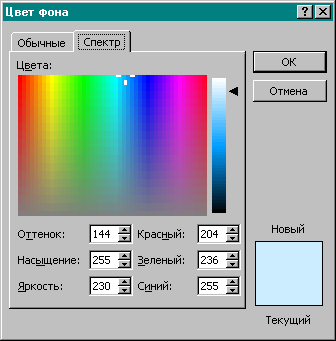 Цвет фона
Обычные Спектр
Цвета:
ОК
Отмена
Оттенок: 144 Красный: 204
Насыщение: 255 Зеленый: 236
Яркость: 230 Синий: 255
Новый
Текущий